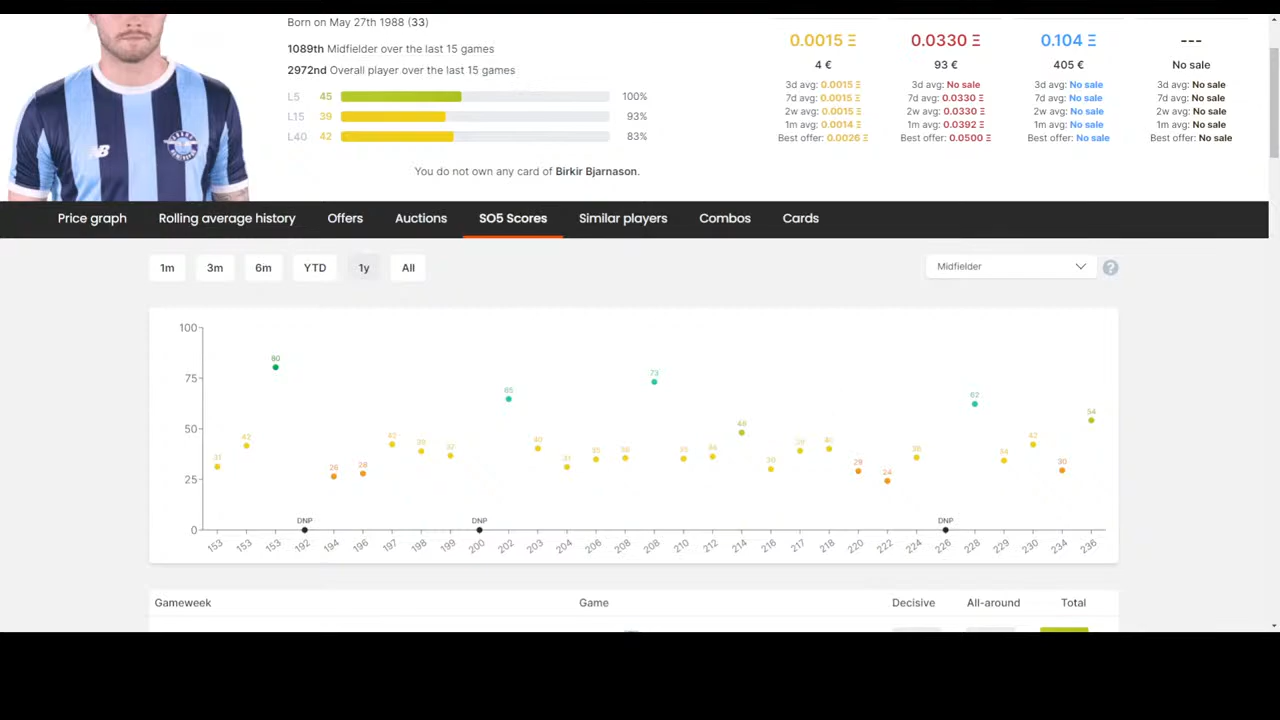 Born on May 27th 1988 (33)
1089th Midfielder over the last 15 games
2972nd Overall player over the last 15 games
L5 45 100%
L15 39 93%
L40 42 83%
You do not own any card of Birkir Bjarnason.
0.0015 Ξ 0.0330 Ξ 0.104 Ξ ---
4 € 93 € 405 € No sale
3d avg: 0.0015 Ξ 3d avg: No sale 3d avg: No sale 3d avg: No sale
7d avg: 0.0015 Ξ 7d avg: 0.0330 Ξ 7d avg: No sale 7d avg: No sale
2w avg: 0.0015 Ξ 2w avg: 0.0330 Ξ 2w avg: No sale 2w avg: No sale
1m avg: 0.0014 Ξ 1m avg: 0.0392 Ξ 1m avg: No sale 1m avg: No sale
Best offer: 0.0026 Ξ Best offer: 0.0500 Ξ Best offer: No sale Best offer: No sale
Price graph Rolling average history Offers Auctions SO5 Scores Similar players Combos Cards
1m 3m 6m YTD 1y All Midfielder ?
100
80
73
75
65
62
54
50
48
42 39 40 46 42
31 26 28 31 35 30 29 24 34 30
25
DNP DNP DNP
0
153 153 153 192 194 196 197 198 199 200 202 203 204 206 208 208 210 212 214 216 217 218 220 222 224 226 228 229 230 234 236
Gameweek Game Decisive All-around Total